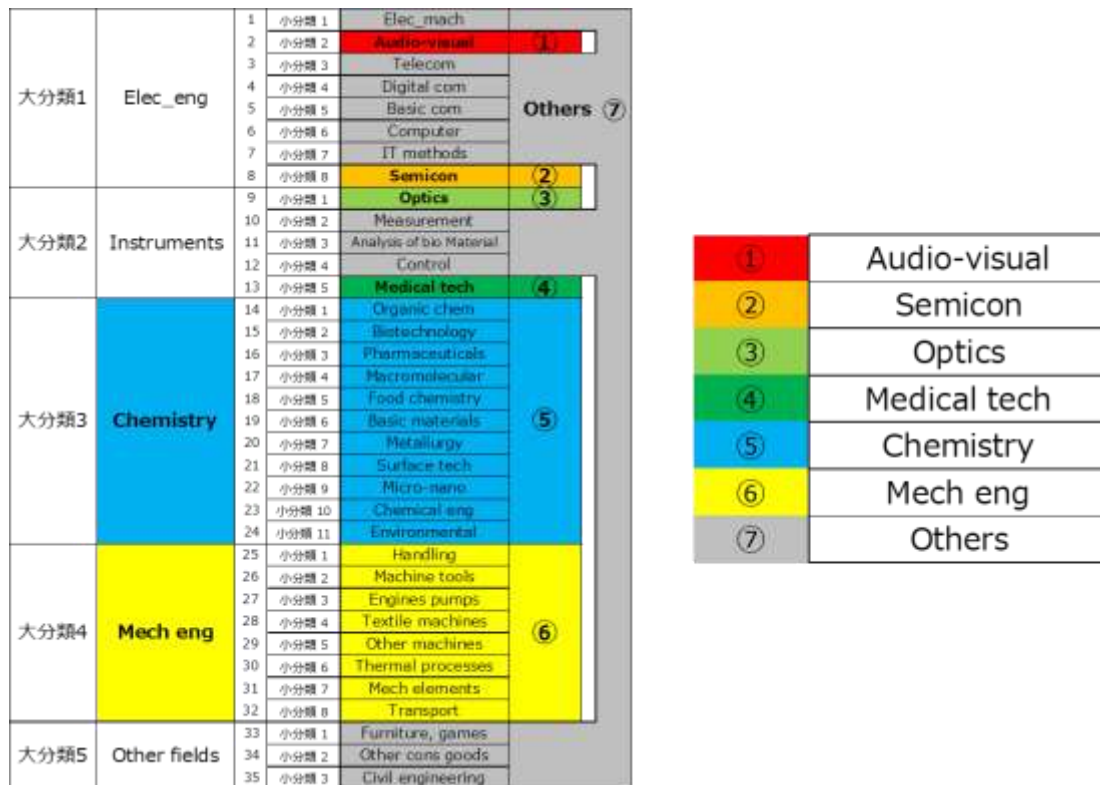 1 小分類 1 Elec_mach
2 小分類 2 Audio-visual ①
3 小分類 3 Telecom
4 小分類 4 Digital com
大分類1 Elec_eng 5 小分類 5 Basic com Others ⑦
6 小分類 6 Computer
7 小分類 7 IT methods
8 小分類 8 Semicon ②
9 小分類 1 Optics ③
10 小分類 2 Measurement
大分類2 Instruments 11 小分類 3 Analysis of bio Material
12 小分類 4 Control
13 小分類 5 Medical tech ④
14 小分類 1 Organic chem
15 小分類 2 Biotechnology
16 小分類 3 Pharmaceuticals
17 小分類 4 Macromolecular
18 小分類 5 Food chemistry
大分類3 Chemistry 19 小分類 6 Basic materials ⑤
20 小分類 7 Metallurgy
21 小分類 8 Surface tech
22 小分類 9 Micro-nano
23 小分類 10 Chemical eng
24 小分類 11 Environmental
25 小分類 1 Handling
26 小分類 2 Machine tools
27 小分類 3 Engines pumps
28 小分類 4 Textile machines
大分類4 Mech eng 29 小分類 5 Other machines ⑥
30 小分類 6 Thermal processes
31 小分類 7 Mech elements
32 小分類 8 Transport
33 小分類 1 Furniture, games
大分類5 Other fields 34 小分類 2 Other cons goods
35 小分類 3 Civil engineering
① Audio-visual
② Semicon
③ Optics
④ Medical tech
⑤ Chemistry
⑥ Mech eng
⑦ Others